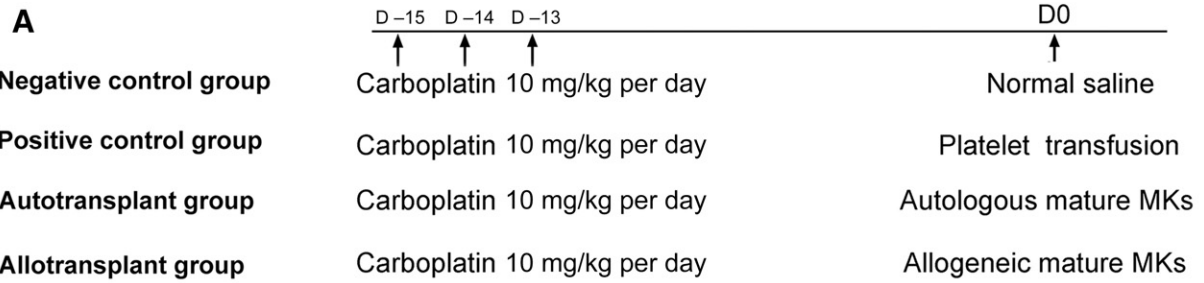 A
D –15 D –14 D –13 D0
Negative control group Carboplatin 10 mg/kg per day Normal saline
Positive control group Carboplatin 10 mg/kg per day Platelet transfusion
Autotransplant group Carboplatin 10 mg/kg per day Autologous mature MKs
Allotransplant group Carboplatin 10 mg/kg per day Allogeneic mature MKs